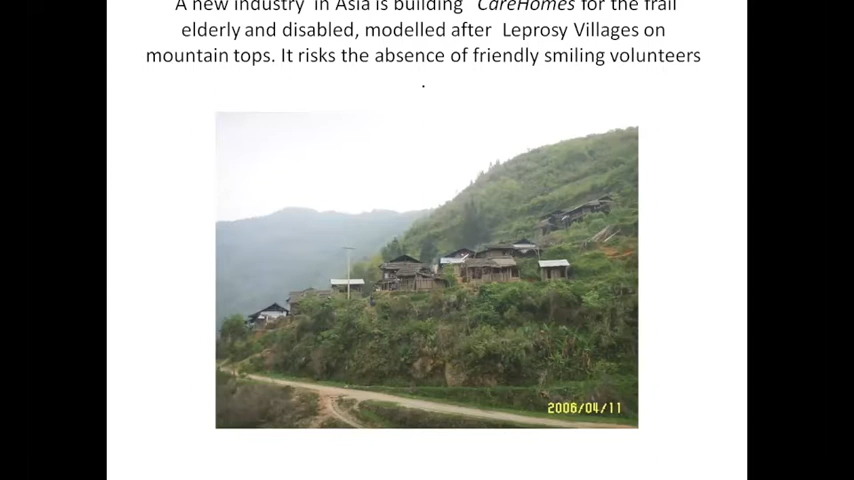 A new industry in Asia is building CareHomes for the frail
elderly and disabled, modelled after Leprosy Villages on
mountain tops. It risks the absence of friendly smiling volunteers
.
2006/04/11